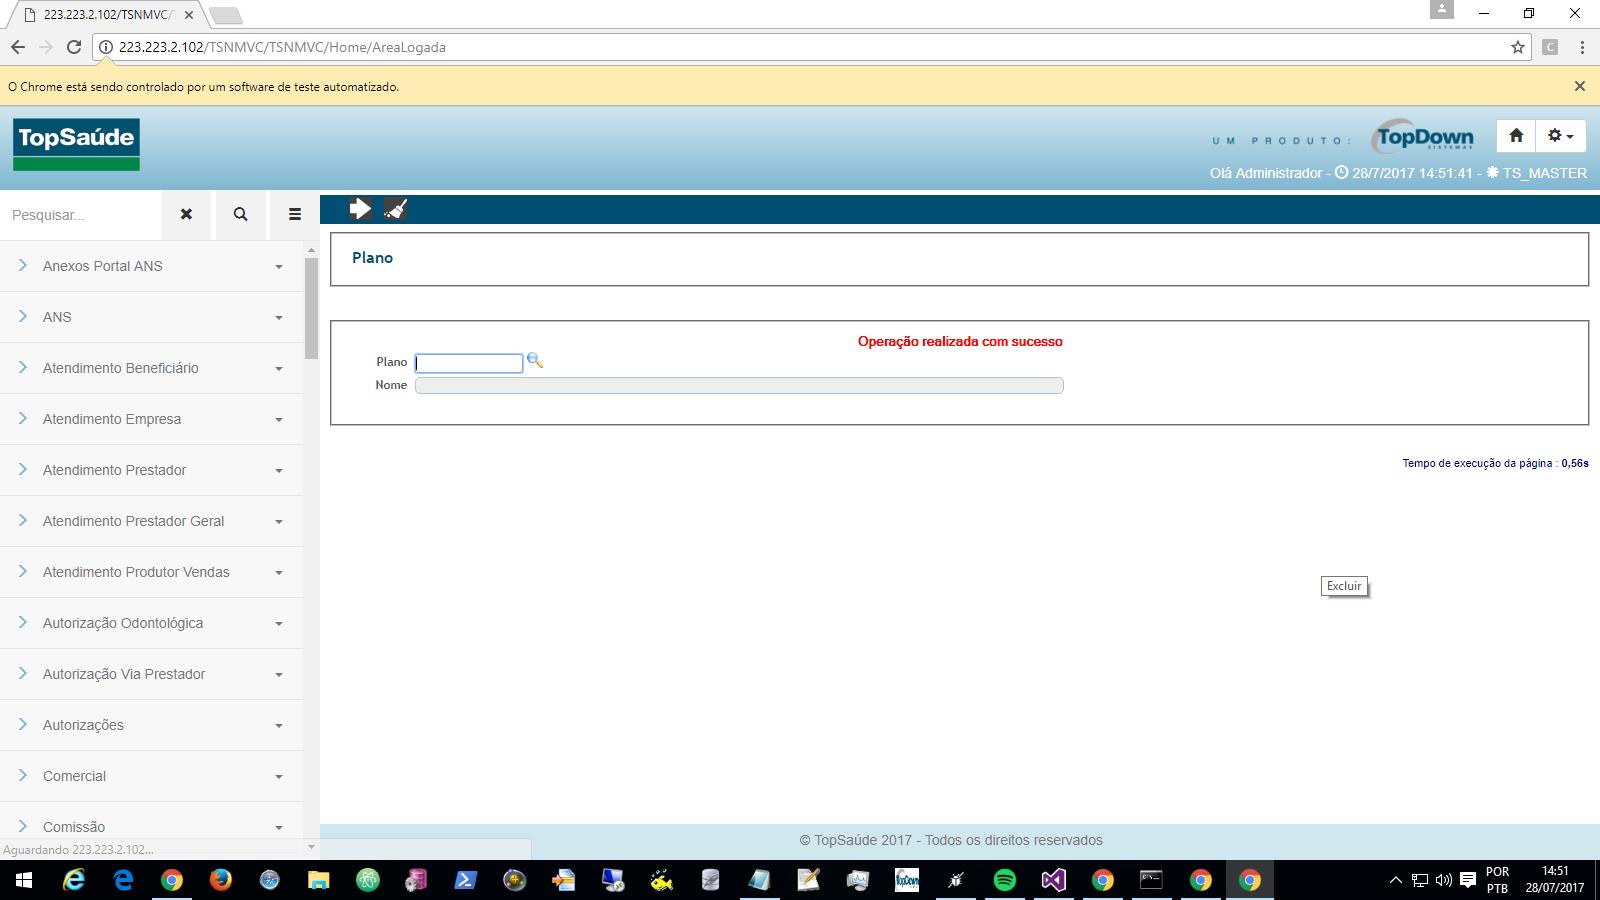 223.223.2.102/TSNMVC/T
223.223.2.102/TSNMVC/TSNMVC/Home/AreaLogada
C
O Chrome está sendo controlado por um software de teste automatizado.
TopSaúde
UM PRODUTO:
TopDown
SISTEMAS
Olá Administrador - 28/7/2017 14:51:41 - TS_MASTER
Pesquisar...
Plano
Anexos Portal ANS
ANS
Atendimento Beneficiário
Atendimento Empresa
Atendimento Prestador
Atendimento Prestador Geral
Atendimento Produtor Vendas
Autorização Odontológica
Autorização Via Prestador
Autorizações
Comercial
Comissão
Operação realizada com sucesso
Plano
Nome
Tempo de execução da página : 0,56s
Excluir
© TopSaúde 2017 - Todos os direitos reservados
Aguardando 223.223.2.102...
TopDown
POR
PTB
14:51
28/07/2017